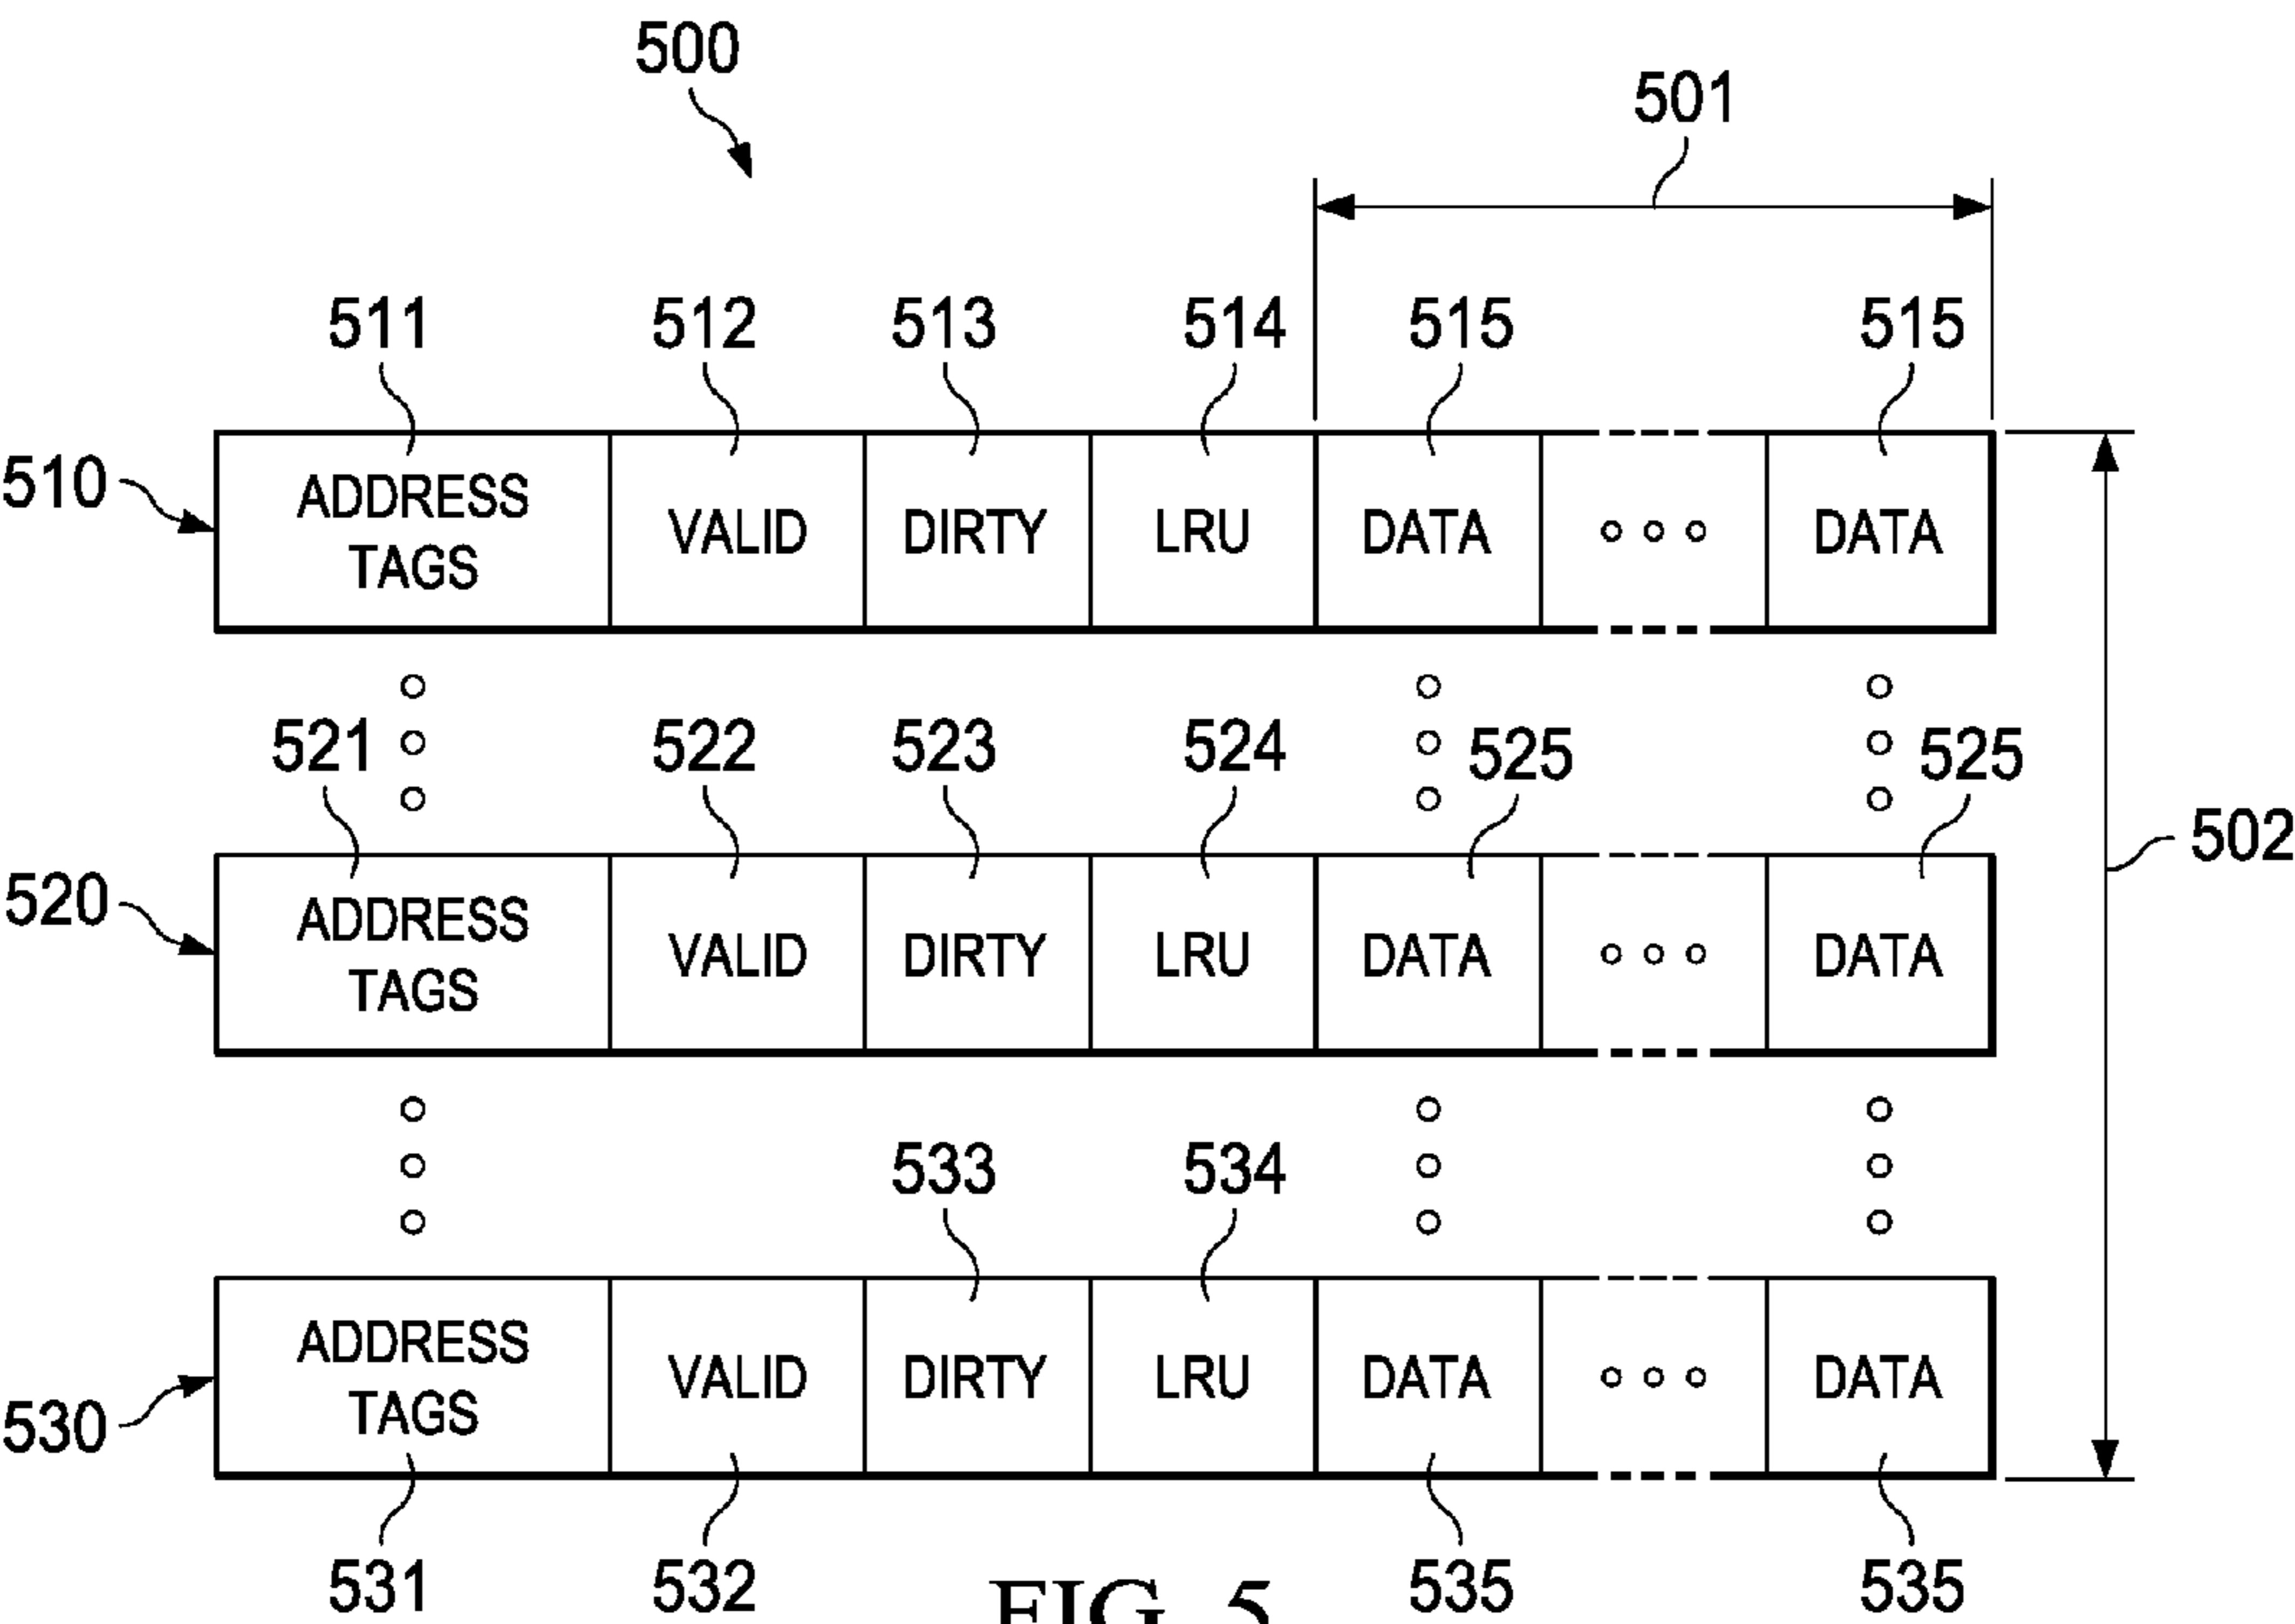 500
501
511 512 513 514 515 515
510
ADDRESS TAGS VALID DIRTY LRU DATA DATA
521 522 523 524 525 525
502
520
ADDRESS TAGS VALID DIRTY LRU DATA DATA
533 534
530
ADDRESS TAGS VALID DIRTY LRU DATA DATA
531 532 535 535
FIG. 5